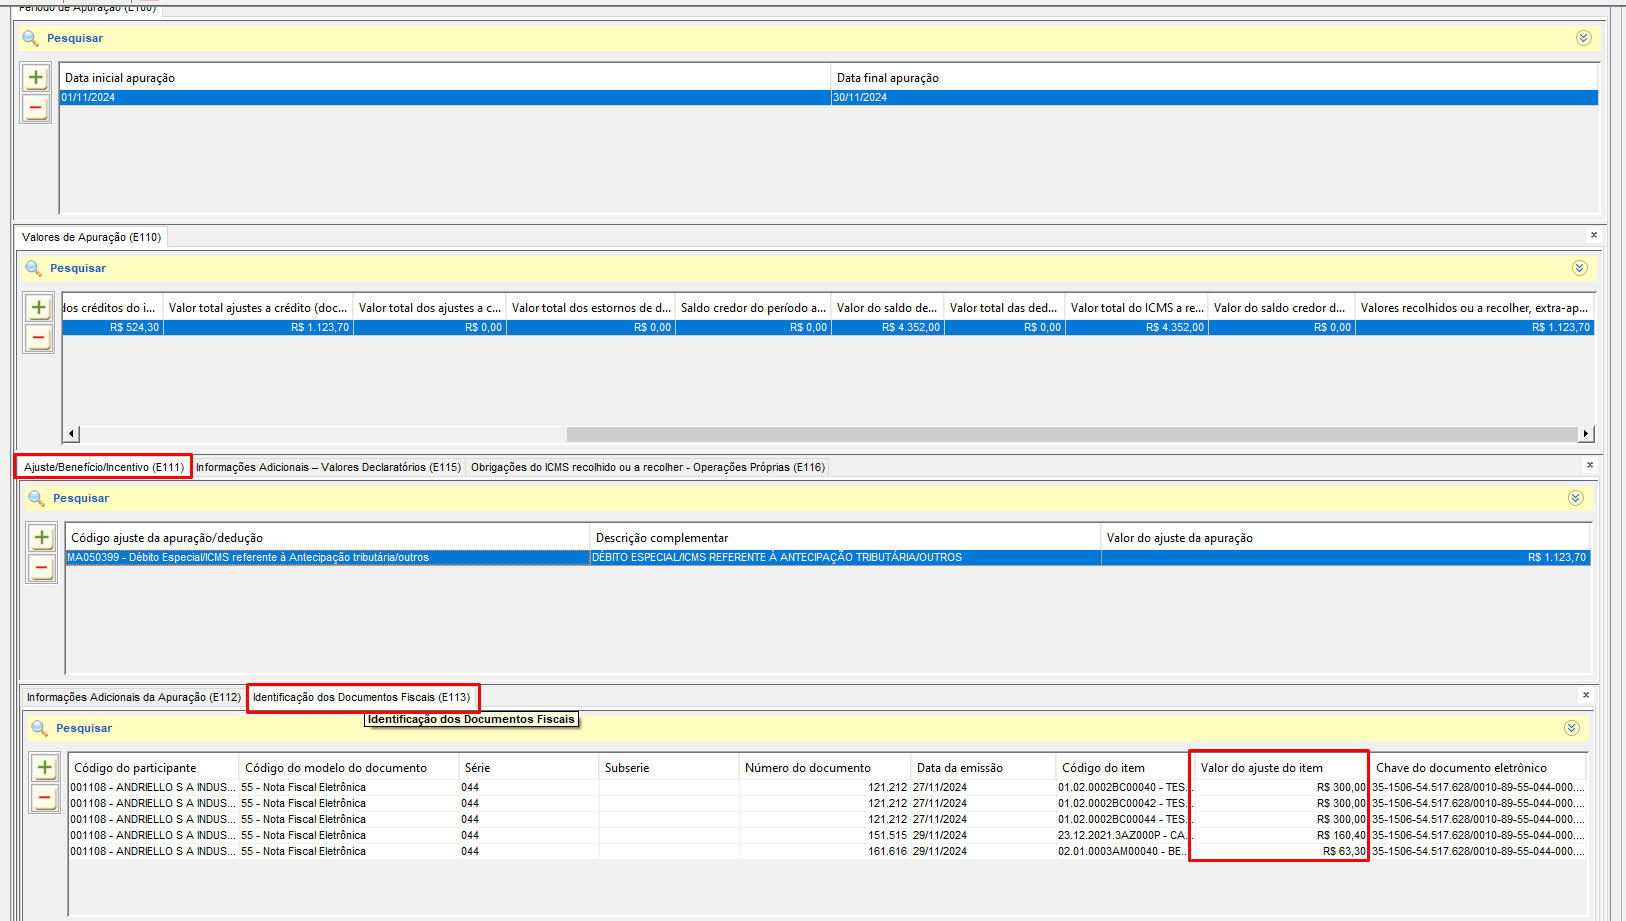 Período de Apuração (E100)
Pesquisar
Data inicial apuração Data final apuração
01/11/2024 30/11/2024
Valores de Apuração (E110)
Pesquisar
dos créditos do i... Valor total ajustes a crédito (doc... Valor total dos ajustes a c... Valor total dos estornos de d... Saldo credor do período a... Valor do saldo de... Valor total das ded... Valor total do ICMS a re... Valor do saldo credor d... Valores recolhidos ou a recolher, extra-ap...
R$ 524,30 R$ 1.123,70 R$ 0,00 R$ 0,00 R$ 0,00 R$ 4.352,00 R$ 0,00 R$ 4.352,00 R$ 0,00 R$ 1.123,70
Ajuste/Benefício/Incentivo (E111) Informações Adicionais – Valores Declaratórios (E115) Obrigações do ICMS recolhido ou a recolher - Operações Próprias (E116)
Pesquisar
Código ajuste da apuração/dedução Descrição complementar Valor do ajuste da apuração
MA050399 - Débito Especial/ICMS referente à Antecipação tributária/outros DÉBITO ESPECIAL/ICMS REFERENTE À ANTECIPAÇÃO TRIBUTÁRIA/OUTROS R$ 1.123,70
Informações Adicionais da Apuração (E112) Identificação dos Documentos Fiscais (E113)
Identificação dos Documentos Fiscais
Pesquisar
Código do participante Código do modelo do documento Série Subserie Número do documento Data da emissão Código do item Valor do ajuste do item Chave do documento eletrônico
001108 - ANDRIELLO S A INDUS... 55 - Nota Fiscal Eletrônica 044 121.212 27/11/2024 01.02.0002BC00040 - TES... R$ 300,00 35-1506-54.517.628/0010-89-55-044-000....
001108 - ANDRIELLO S A INDUS... 55 - Nota Fiscal Eletrônica 044 121.212 27/11/2024 01.02.0002BC00042 - TES... R$ 300,00 35-1506-54.517.628/0010-89-55-044-000....
001108 - ANDRIELLO S A INDUS... 55 - Nota Fiscal Eletrônica 044 121.212 27/11/2024 01.02.0002BC00044 - TES... R$ 300,00 35-1506-54.517.628/0010-89-55-044-000....
001108 - ANDRIELLO S A INDUS... 55 - Nota Fiscal Eletrônica 044 151.515 29/11/2024 23.12.2021.3AZ000P - CA... R$ 160,40 35-1506-54.517.628/0010-89-55-044-000....
001108 - ANDRIELLO S A INDUS... 55 - Nota Fiscal Eletrônica 044 161.616 29/11/2024 02.01.0003AM00040 - BE... R$ 63,30 35-1506-54.517.628/0010-89-55-044-000....